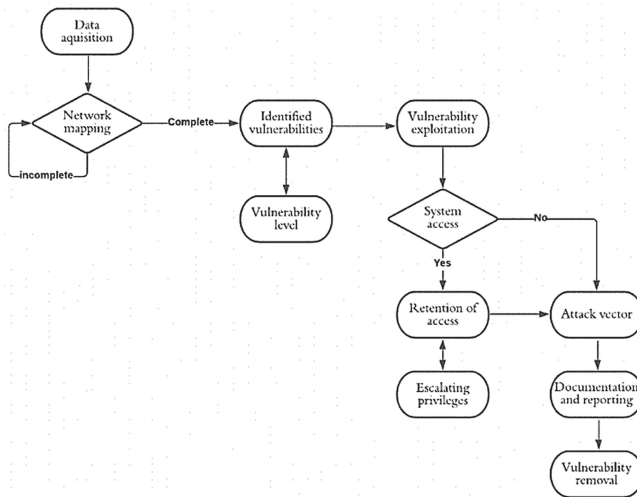 Data
aquisition
Network
mapping
Complete
incomplete
Identified
vulnerabilities
Vulnerability
exploitation
Vulnerability
level
System
access
No
Yes
Retention of
access
Attack vector
Escalating
privileges
Documentation
and reporting
Vulnerability
removal